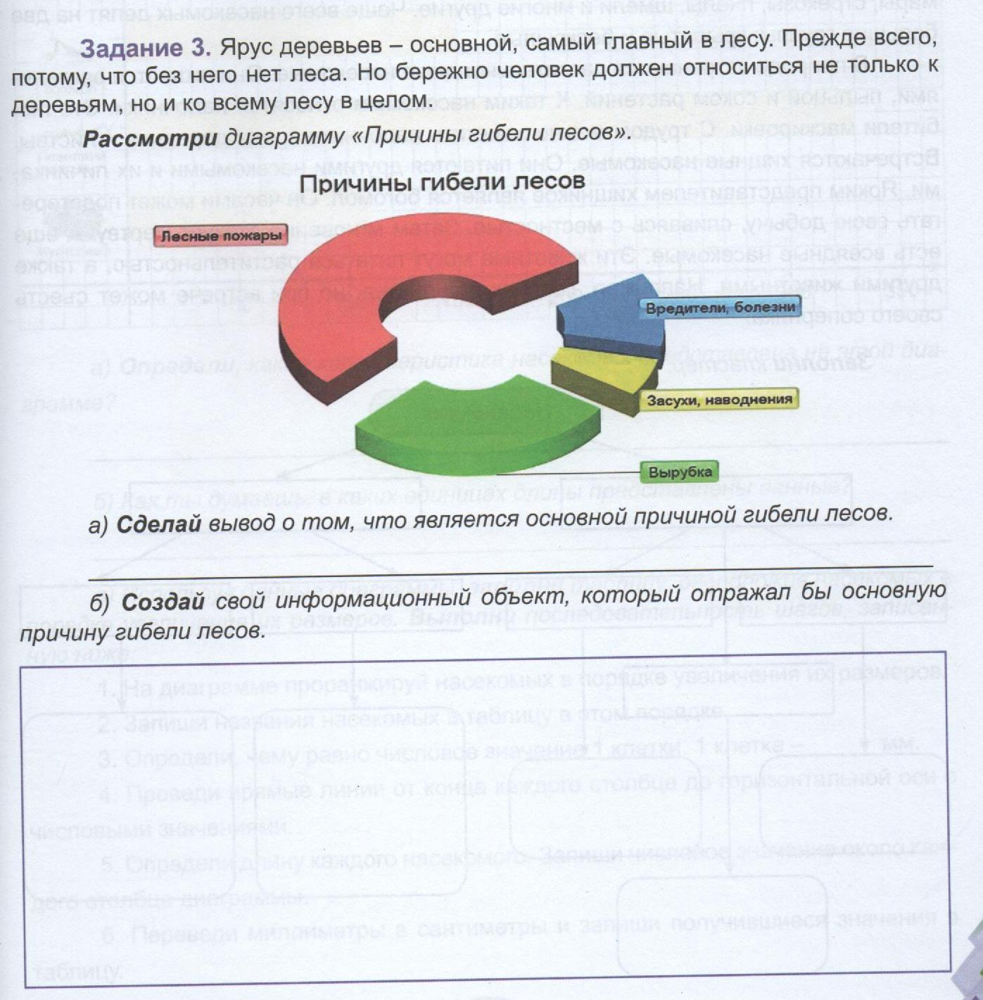 Задание 3. Ярус деревьев – основной, самый главный в лесу. Прежде всего,
потому, что без него нет леса. Но бережно человек должен относиться не только к
деревьям, но и ко всему лесу в целом.
Рассмотри диаграмму «Причины гибели лесов».
Причины гибели лесов
Лесные пожары
Вредители, болезни
Засухи, наводнения
Вырубка
а) Сделай вывод о том, что является основной причиной гибели лесов.
б) Создай свой информационный объект, который отражал бы основную
причину гибели лесов.